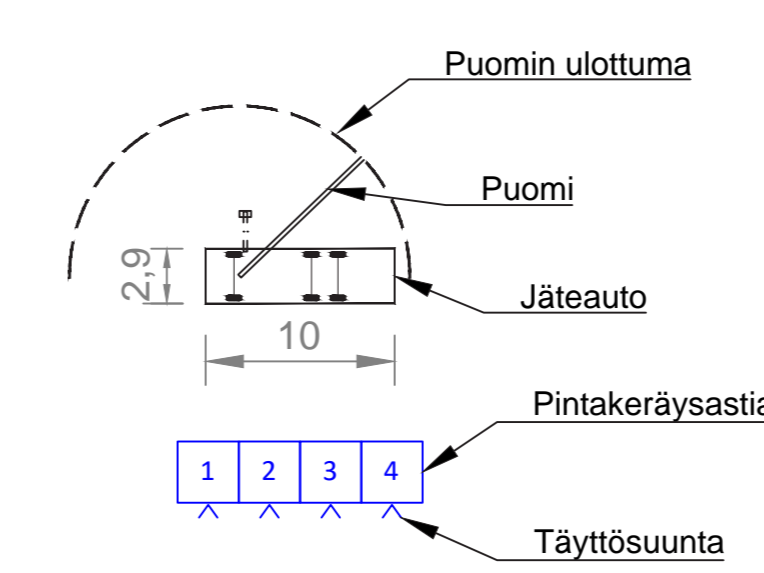 Puomin ulottuma
Puomi
2,9
Jäteauto
10
Pintakeräysastia
1 2 3 4
Täyttösuunta